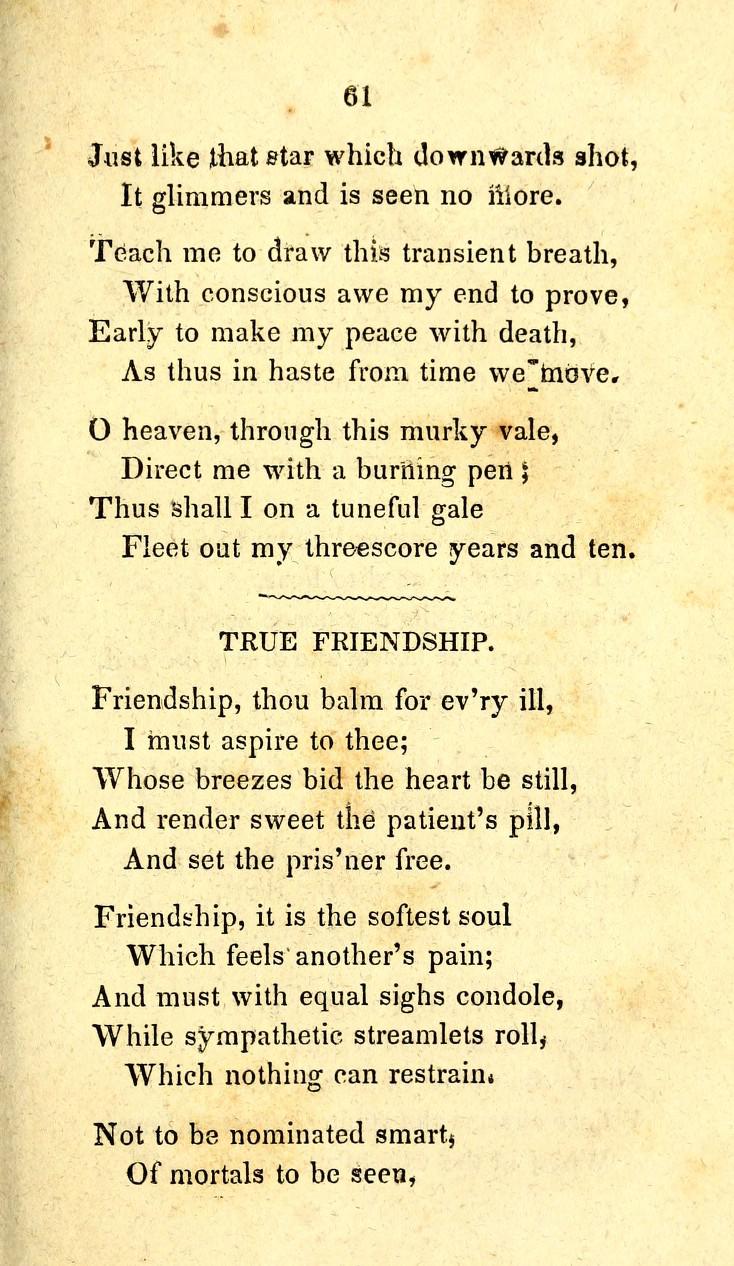 61
Just like that star which downwards shot,
It glimmers and is seen no more.
Teach me to draw this transient breath,
With conscious awe my end to prove,
Early to make my peace with death,
As thus in haste from time we move.
O heaven, through this murky vale,
Direct me with a burning pen ;
Thus shall I on a tuneful gale
Fleet out my threescore years and ten.
TRUE FRIENDSHIP.
Friendship, thou balm for ev'ry ill,
I must aspire to thee;
Whose breezes bid the heart be still,
And render sweet the patient's pill,
And set the pris'ner free.
Friendship, it is the softest soul
Which feels another's pain;
And must with equal sighs condole,
While sympathetic streamlets roll,
Which nothing can restrain.
Not to be nominated smart,
Of mortals to be seen,